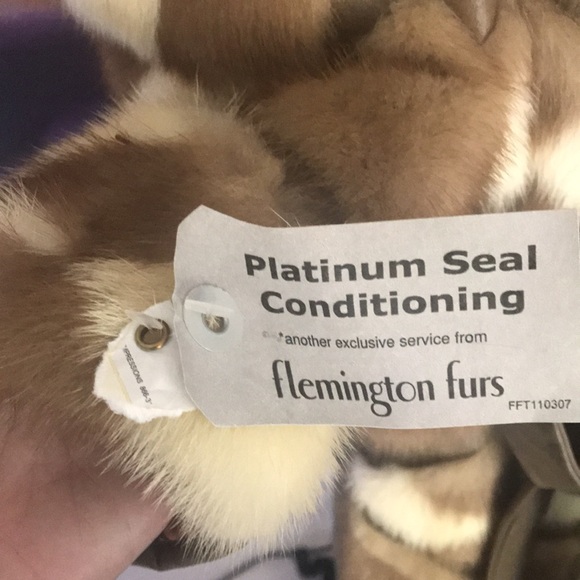 Platinum Seal
Conditioning
*another exclusive service from
flemington furs
FFT110307